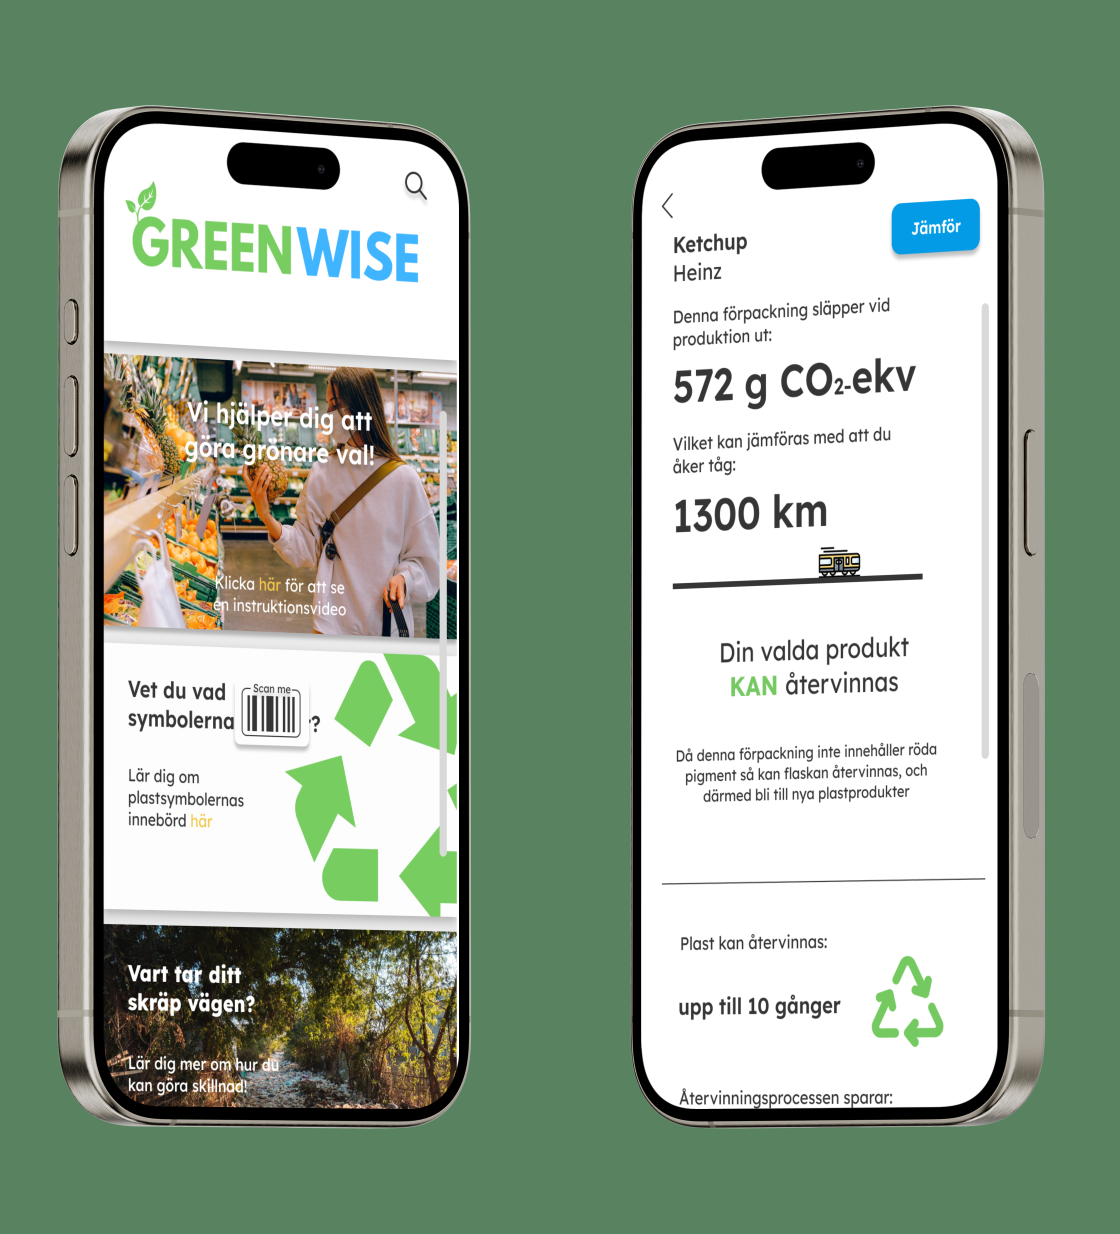 GREENWISE
Vi hjälper dig att
göra grönare val!
Klicka här för att se
en instruktionsvideo
Vet du vad
symbolerna ?
Scan me
Lär dig om
plastsymbolernas
innebörd här
Vart tar ditt
skräp vägen?
Lär dig mer om hur du
kan göra skillnad!
Jämför
Ketchup
Heinz
Denna förpackning släpper vid
produktion ut:
572 g CO₂-ekv
Vilket kan jämföras med att du
åker tåg:
1300 km
Din valda produkt
KAN återvinnas
Då denna förpackning inte innehåller röda
pigment så kan flaskan återvinnas, och
därmed bli till nya plastprodukter
Plast kan återvinnas:
upp till 10 gånger
Återvinningsprocessen sparar: